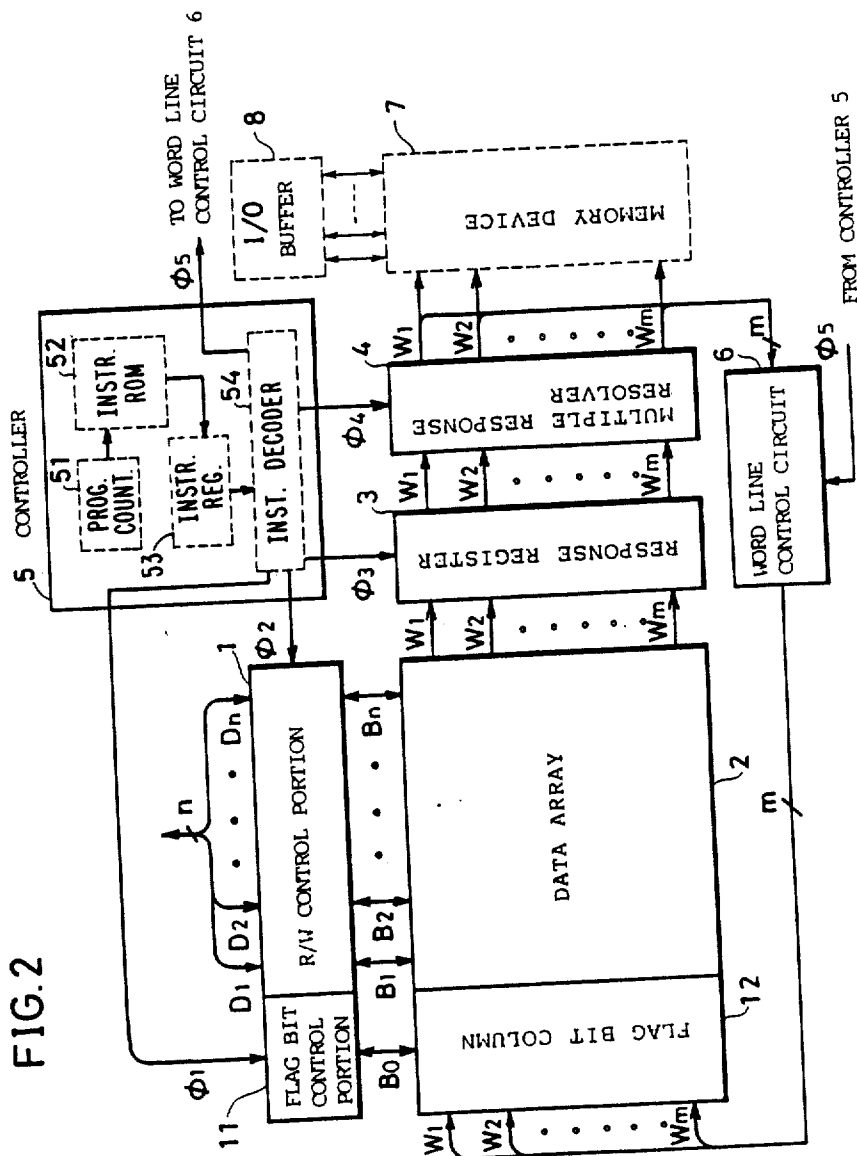 FIG.2
5
CONTROLLER
51
PROG.
COUNT.
52
INSTR.
ROM
53
INSTR.
REG.
54
INST. DECODER
Φ5
TO WORD LINE
CONTROL CIRCUIT 6
8
I/O
BUFFER
7
MEMORY DEVICE
Φ1
Φ2
Φ3
Φ4
n
D1
D2
Dn
1
11
FLAG BIT
CONTROL
PORTION
R/W CONTROL PORTION
B0
B1
B2
Bn
W1
W2
Wm
FLAG BIT COLUMN
12
DATA ARRAY
2
W1
W2
Wm
3
RESPONSE REGISTER
W1
W2
Wm
4
MULTIPLE RESPONSE
RESOLVER
W1
W2
Wm
m
6
WORD LINE
CONTROL CIRCUIT
m
Φ5
FROM CONTROLLER 5